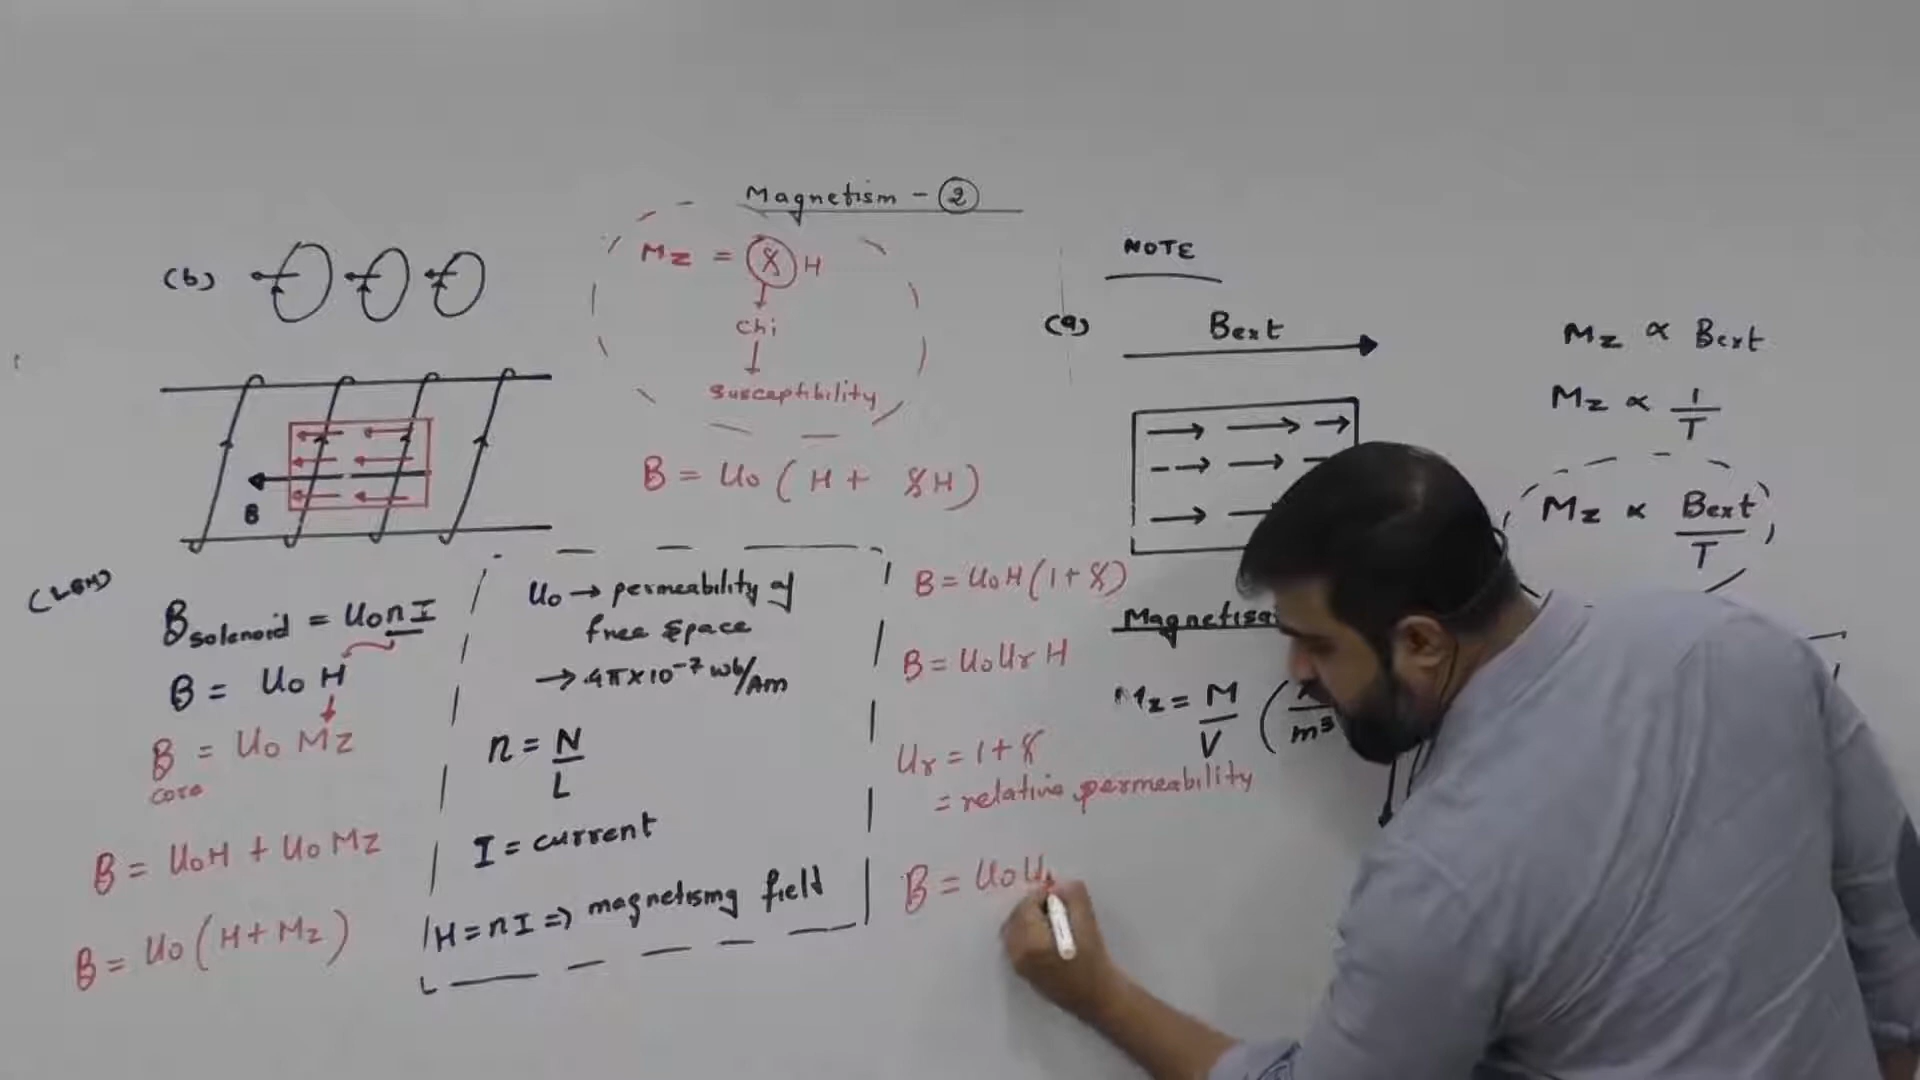 Magnetism - ②
(b)
Mz = χ H
chi
susceptibility
B = u0 ( H + χH )
B
(LBH)
Bsolenoid = u0nI
B = u0 H
B = u0 Mz
core
B = u0H + u0 Mz
B = u0 ( H + Mz )
u0 → permeability of
free space
→ 4π×10⁻⁷ wb/Am
n = N/L
I = current
H = nI ⇒ magnetising field
B = u0H (1 + χ)
B = u0ur H
ur = 1 + χ
= relative permeability
B = u0u
NOTE
(a)
Bext
Mz ∝ Bext
Mz ∝ 1/T
Mz ∝ Bext/T
Mz = M/V
m³